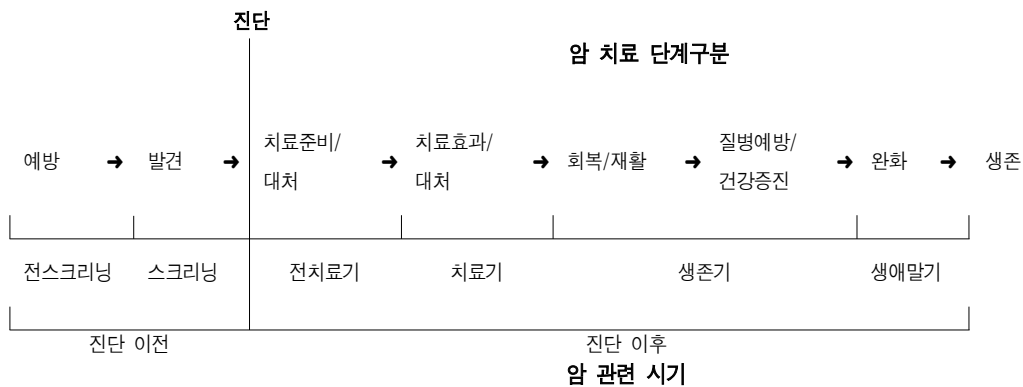 진단
암 치료 단계구분
예방 ➜ 발견 ➜ 치료준비/대처 ➜ 치료효과/대처 ➜ 회복/재활 ➜ 질병예방/건강증진 ➜ 완화 ➜ 생존
전스크리닝 스크리닝 전치료기 치료기 생존기 생애말기
진단 이전 진단 이후
암 관련 시기